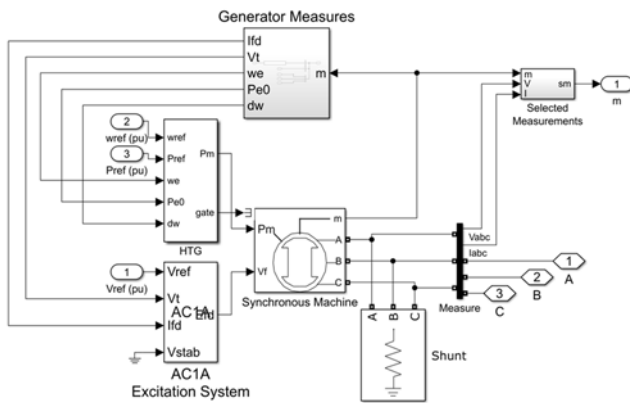 Generator Measures
Ifd
Vt
we
Pe0
dw
m
m
V
I
sm
1
m
Selected
Measurements
2
wref (pu)
3
Pref (pu)
wref
Pref
we
Pe0
dw
Pm
gate
HTG
Pm
Vf
m
A
B
C
Synchronous Machine
1
Vref (pu)
Vref
Vt
Ifd
Vstab
AC1A
Efd
AC1A
Excitation System
Vabc
Iabc
Measure
1
A
2
B
3
C
A
B
C
Shunt